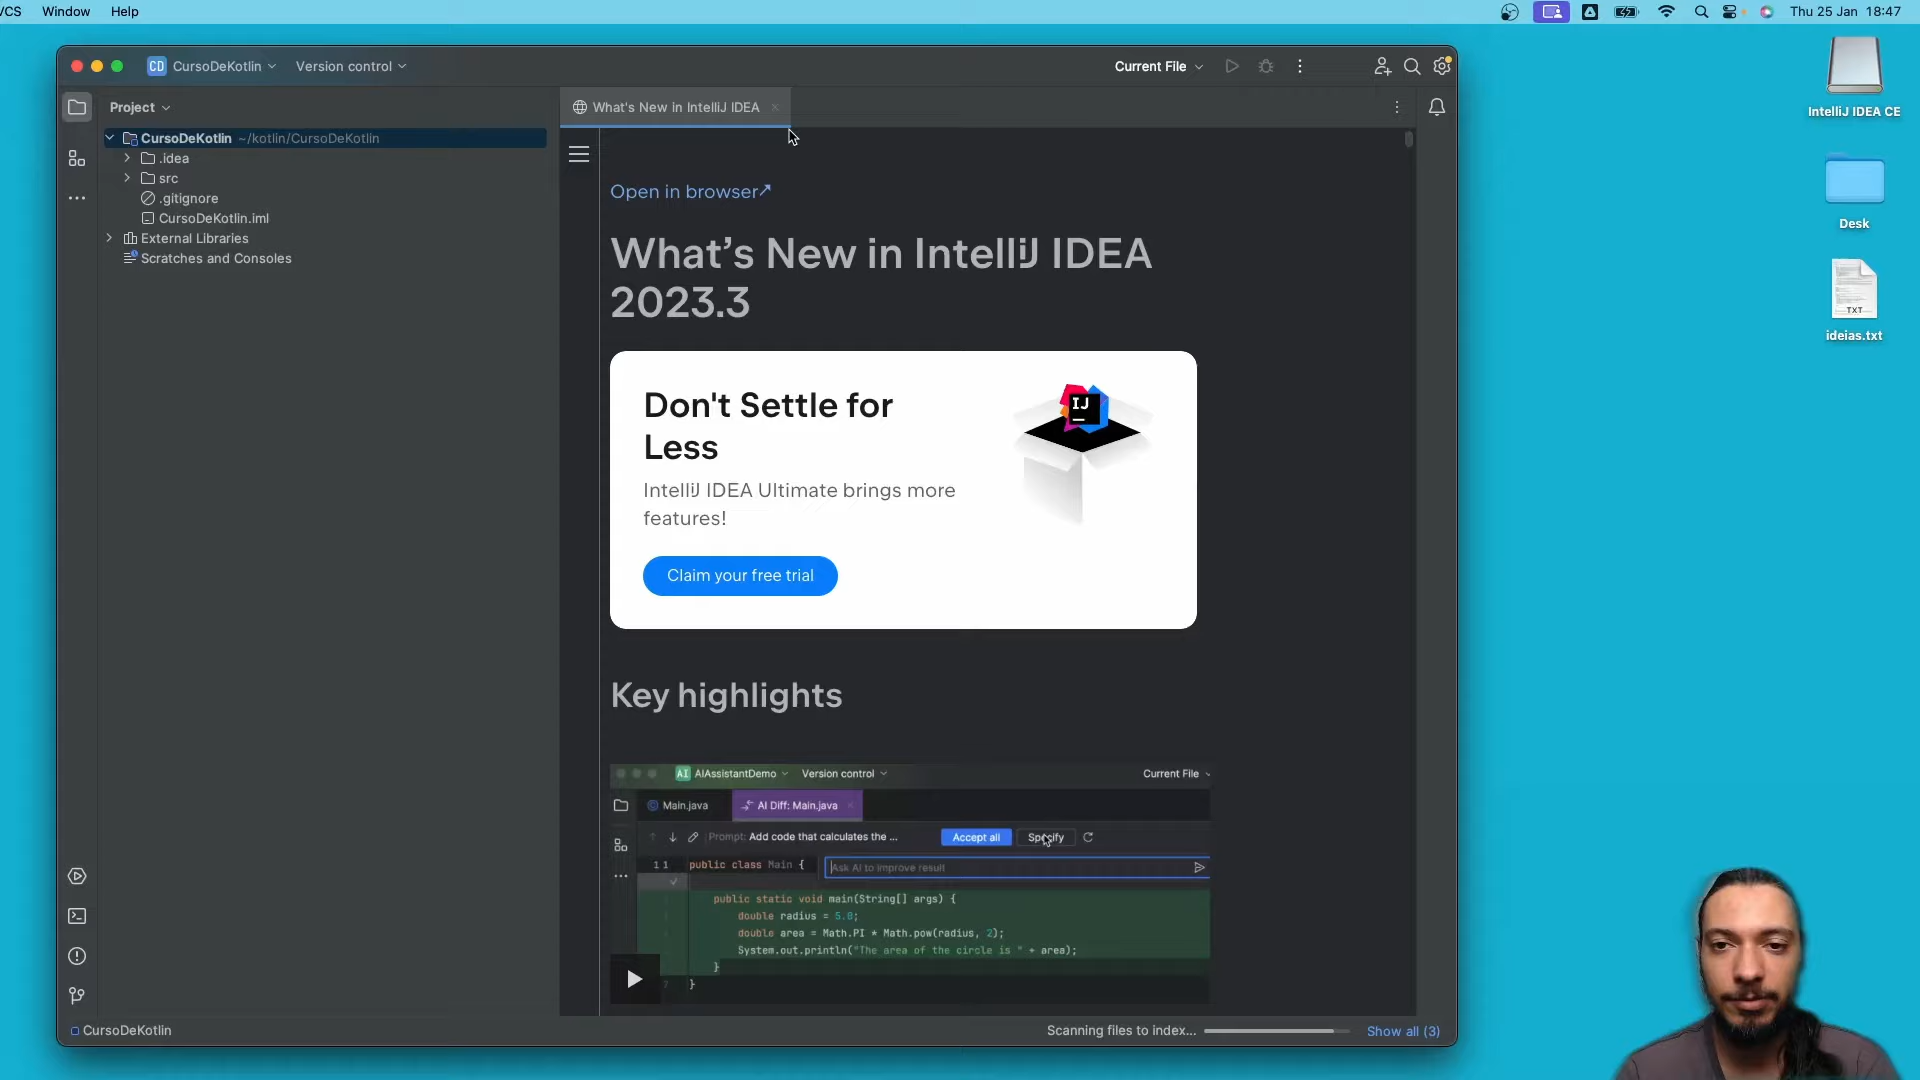 VCS Window Help Thu 25 Jan 18:47
CD CursoDeKotlin Version control Current File
Project
What's New in IntelliJ IDEA
CursoDeKotlin ~/kotlin/CursoDeKotlin
.idea
src
.gitignore
CursoDeKotlin.iml
External Libraries
Scratches and Consoles
Open in browser↗
What's New in IntelliJ IDEA
2023.3
Don't Settle for
Less
IntelliJ IDEA Ultimate brings more
features!
Claim your free trial
IJ
Key highlights
AI AIAssistantDemo Version control Current File
Main.java AI Diff: Main.java
Prompt: Add code that calculates the ... Accept all Specify
1 1 public class Main {
Ask AI to improve result
public static void main(String[] args) {
double radius = 5.0;
double area = Math.PI * Math.pow(radius, 2);
System.out.println("The area of the circle is " + area);
}
}
CursoDeKotlin
Scanning files to index... Show all (3)
IntelliJ IDEA CE
Desk
TXT
ideias.txt